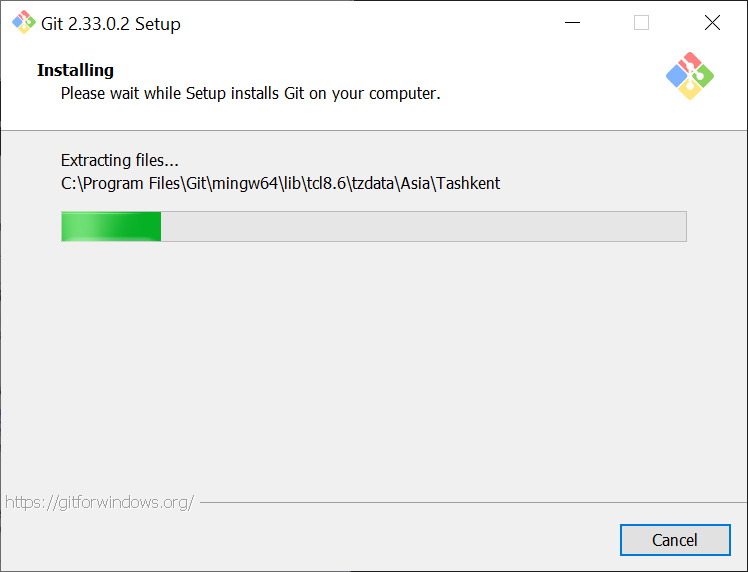 Git 2.33.0.2 Setup
Installing
Please wait while Setup installs Git on your computer.
Extracting files...
C:\Program Files\Git\mingw64\lib\tcl8.6\tzdata\Asia\Tashkent
https://gitforwindows.org/
Cancel